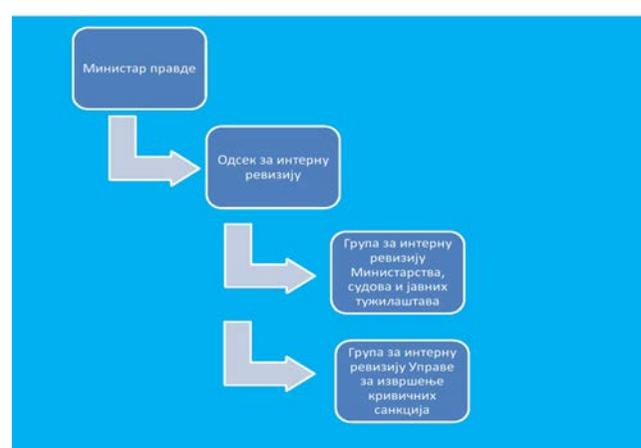 Министар правде
Одсек за интерну
ревизију
Група за интерну
ревизију
Министарства,
судова и јавних
тужилаштава
Група за интерну
ревизију Управе
за извршење
кривичних
санкција